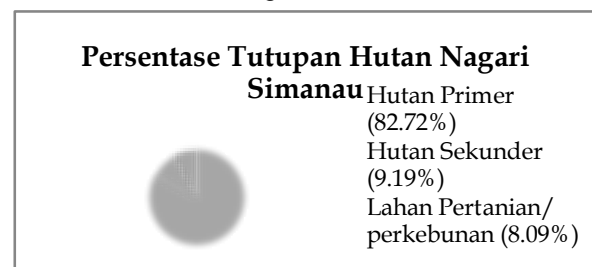 Persentase Tutupan Hutan Nagari
Simanau
Hutan Primer
(82.72%)
Hutan Sekunder
(9.19%)
Lahan Pertanian/
perkebunan (8.09%)